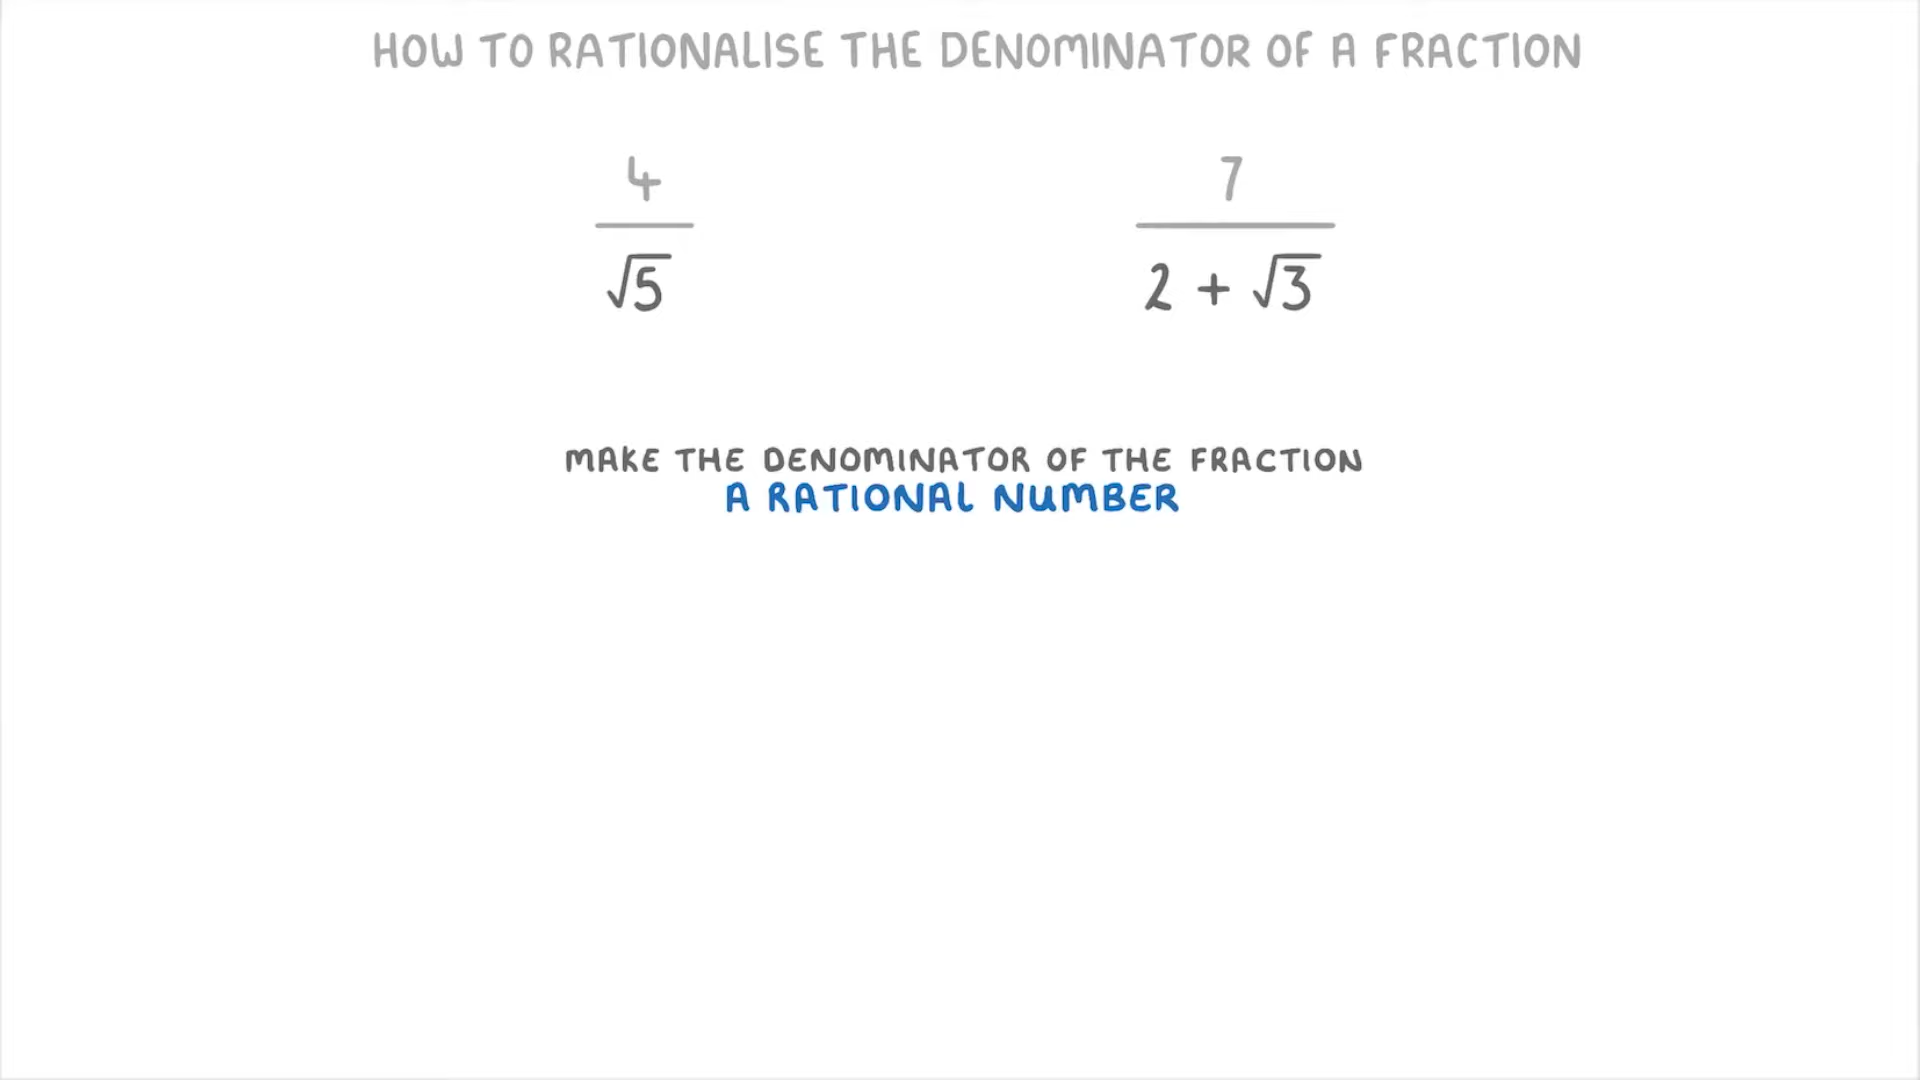 HOW TO RATIONALISE THE DENOMINATOR OF A FRACTION
4
√5
7
2 + √3
MAKE THE DENOMINATOR OF THE FRACTION
A RATIONAL NUMBER